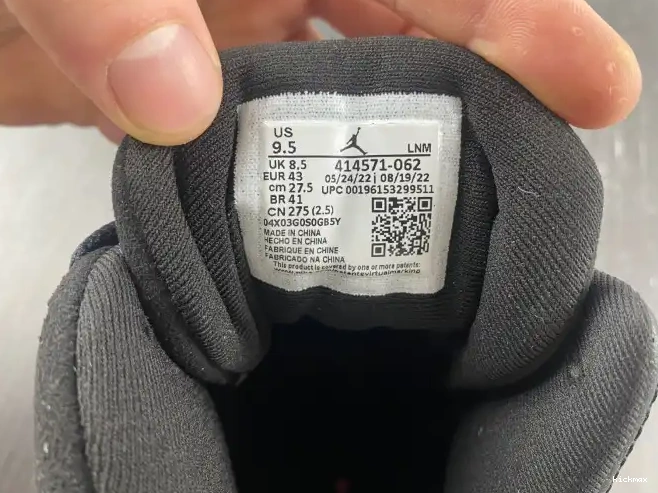 US
9.5 LNM
UK 8,5 414571-062
EUR 43 05/24/22 | 08/19/22
cm 27.5 UPC 00196153299511
BR 41
CN 275 (2.5)
04X03G0S0GB5Y
MADE IN CHINA
HECHO EN CHINA
FABRIQUE EN CHINE
FABRICADO NA CHINA
This product is covered by one or more patents: